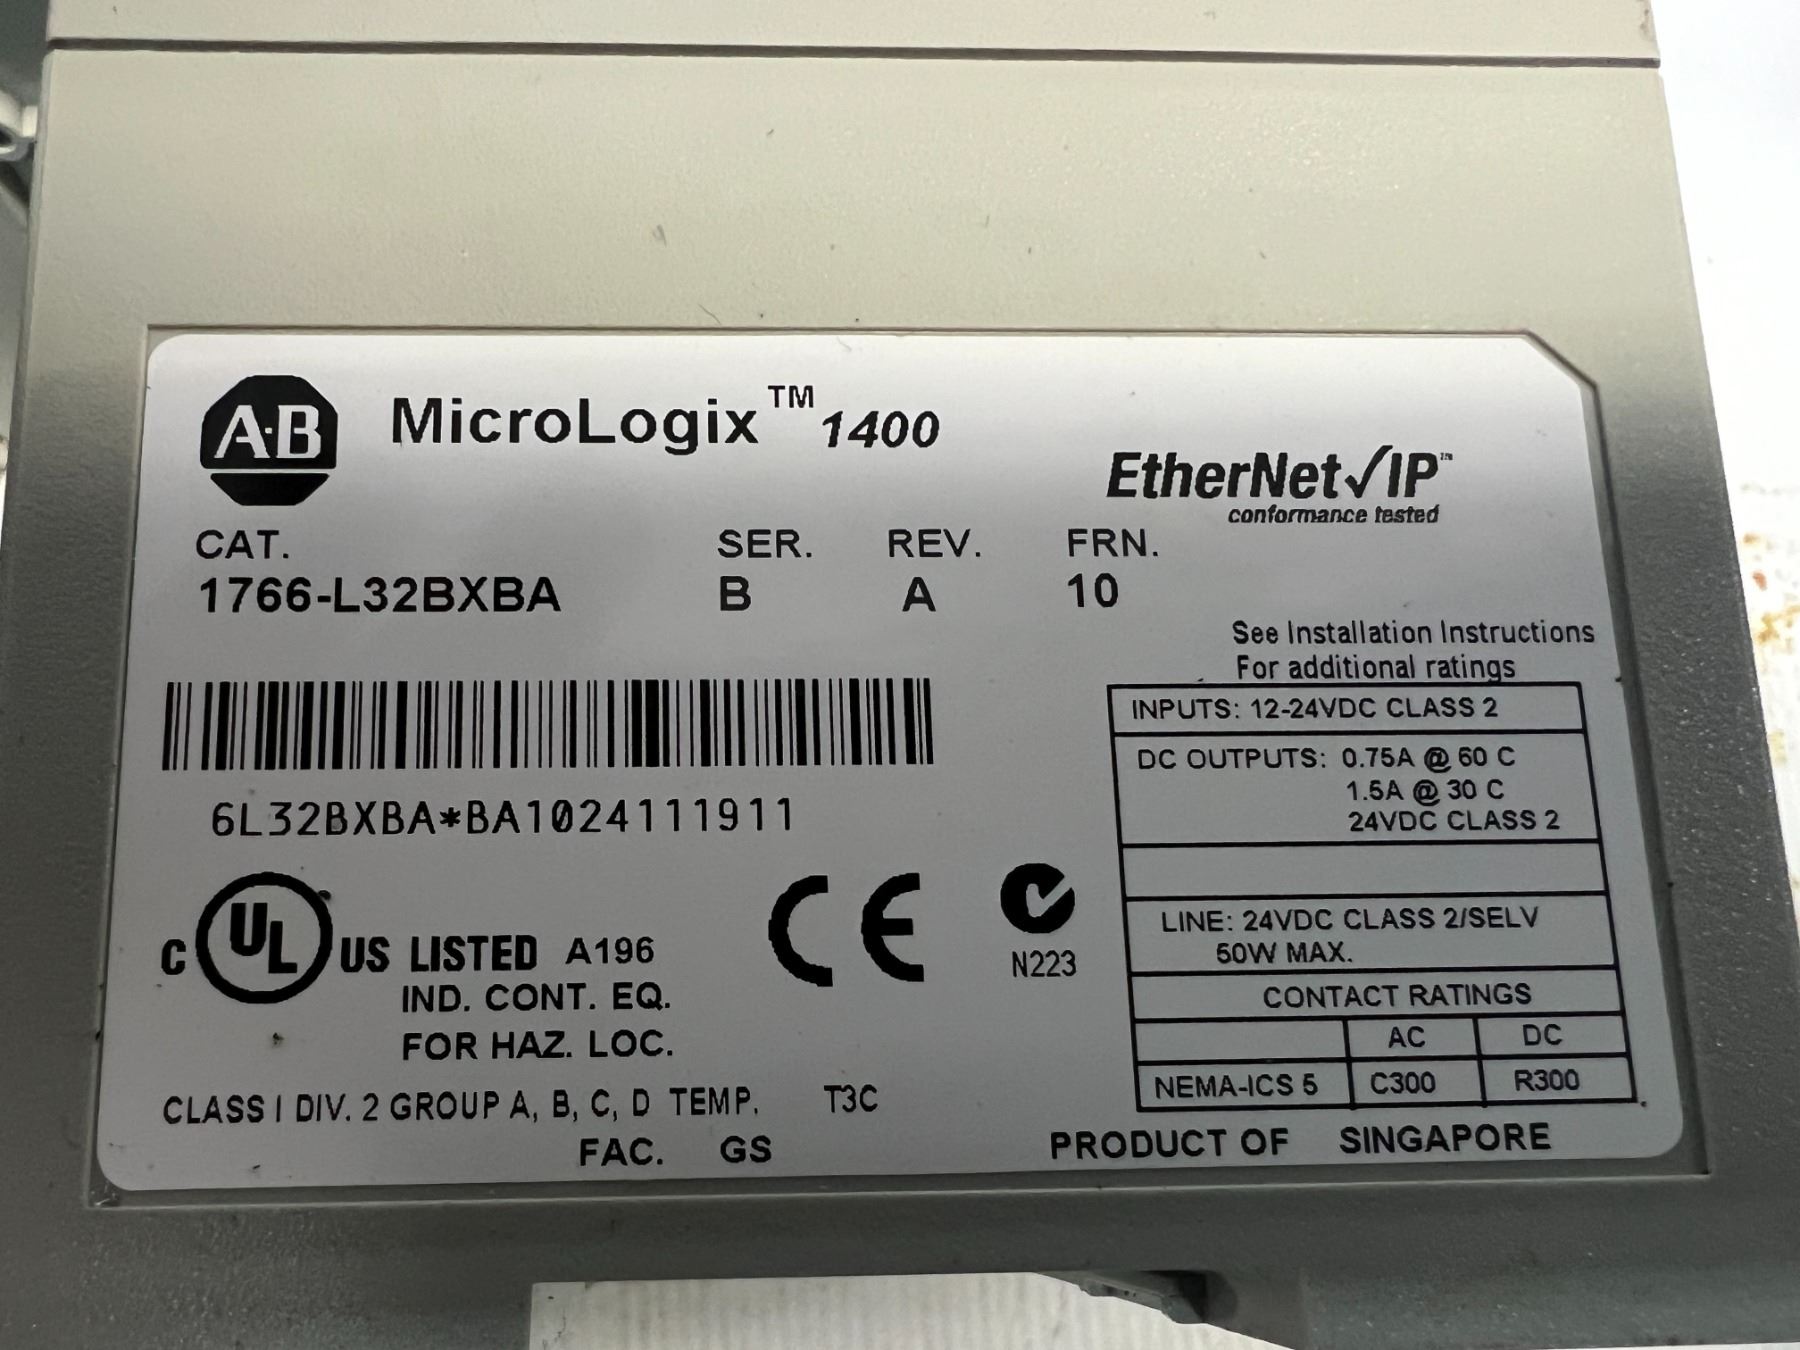 A·B MicroLogix™ 1400
EtherNet/IP™
conformance tested
CAT. SER. REV. FRN.
1766-L32BXBA B A 10
See Installation Instructions
For additional ratings
6L32BXBA*BA1024111911
INPUTS: 12-24VDC CLASS 2
DC OUTPUTS: 0.75A @ 60 C
1.5A @ 30 C
24VDC CLASS 2
LINE: 24VDC CLASS 2/SELV
50W MAX.
CONTACT RATINGS
AC DC
NEMA-ICS 5 C300 R300
C UL US LISTED A196
IND. CONT. EQ.
FOR HAZ. LOC.
CE
N223
CLASS I DIV. 2 GROUP A, B, C, D TEMP. T3C
FAC. GS
PRODUCT OF SINGAPORE